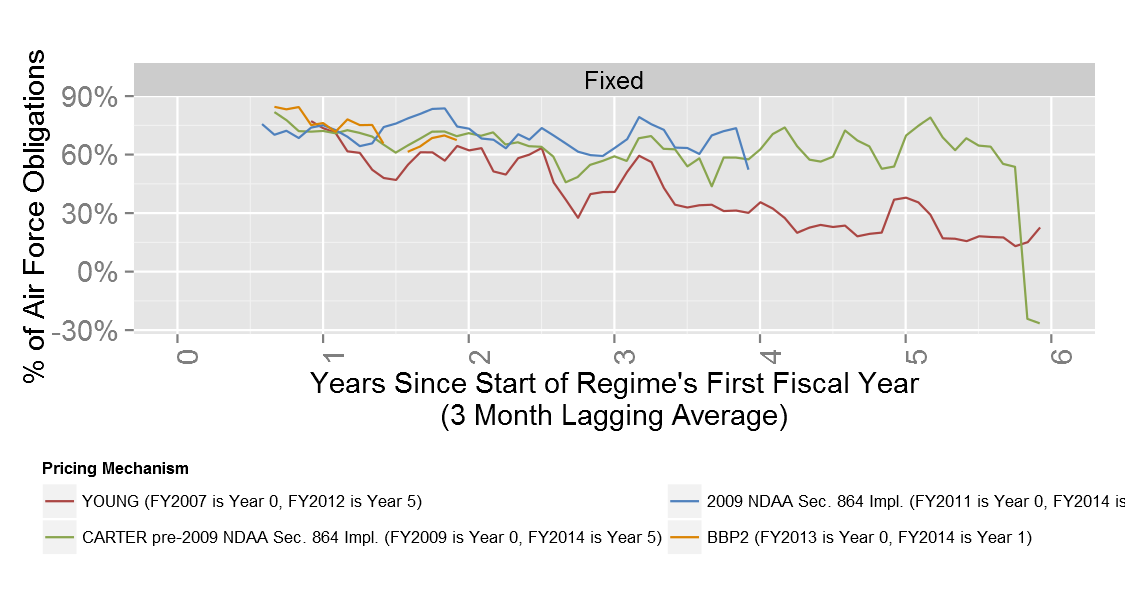 Fixed
% of Air Force Obligations
90%
60%
30%
0%
-30%
0 1 2 3 4 5 6
Years Since Start of Regime's First Fiscal Year
(3 Month Lagging Average)
Pricing Mechanism
YOUNG (FY2007 is Year 0, FY2012 is Year 5)
2009 NDAA Sec. 864 Impl. (FY2011 is Year 0, FY2014 is
CARTER pre-2009 NDAA Sec. 864 Impl. (FY2009 is Year 0, FY2014 is Year 5)
BBP2 (FY2013 is Year 0, FY2014 is Year 1)